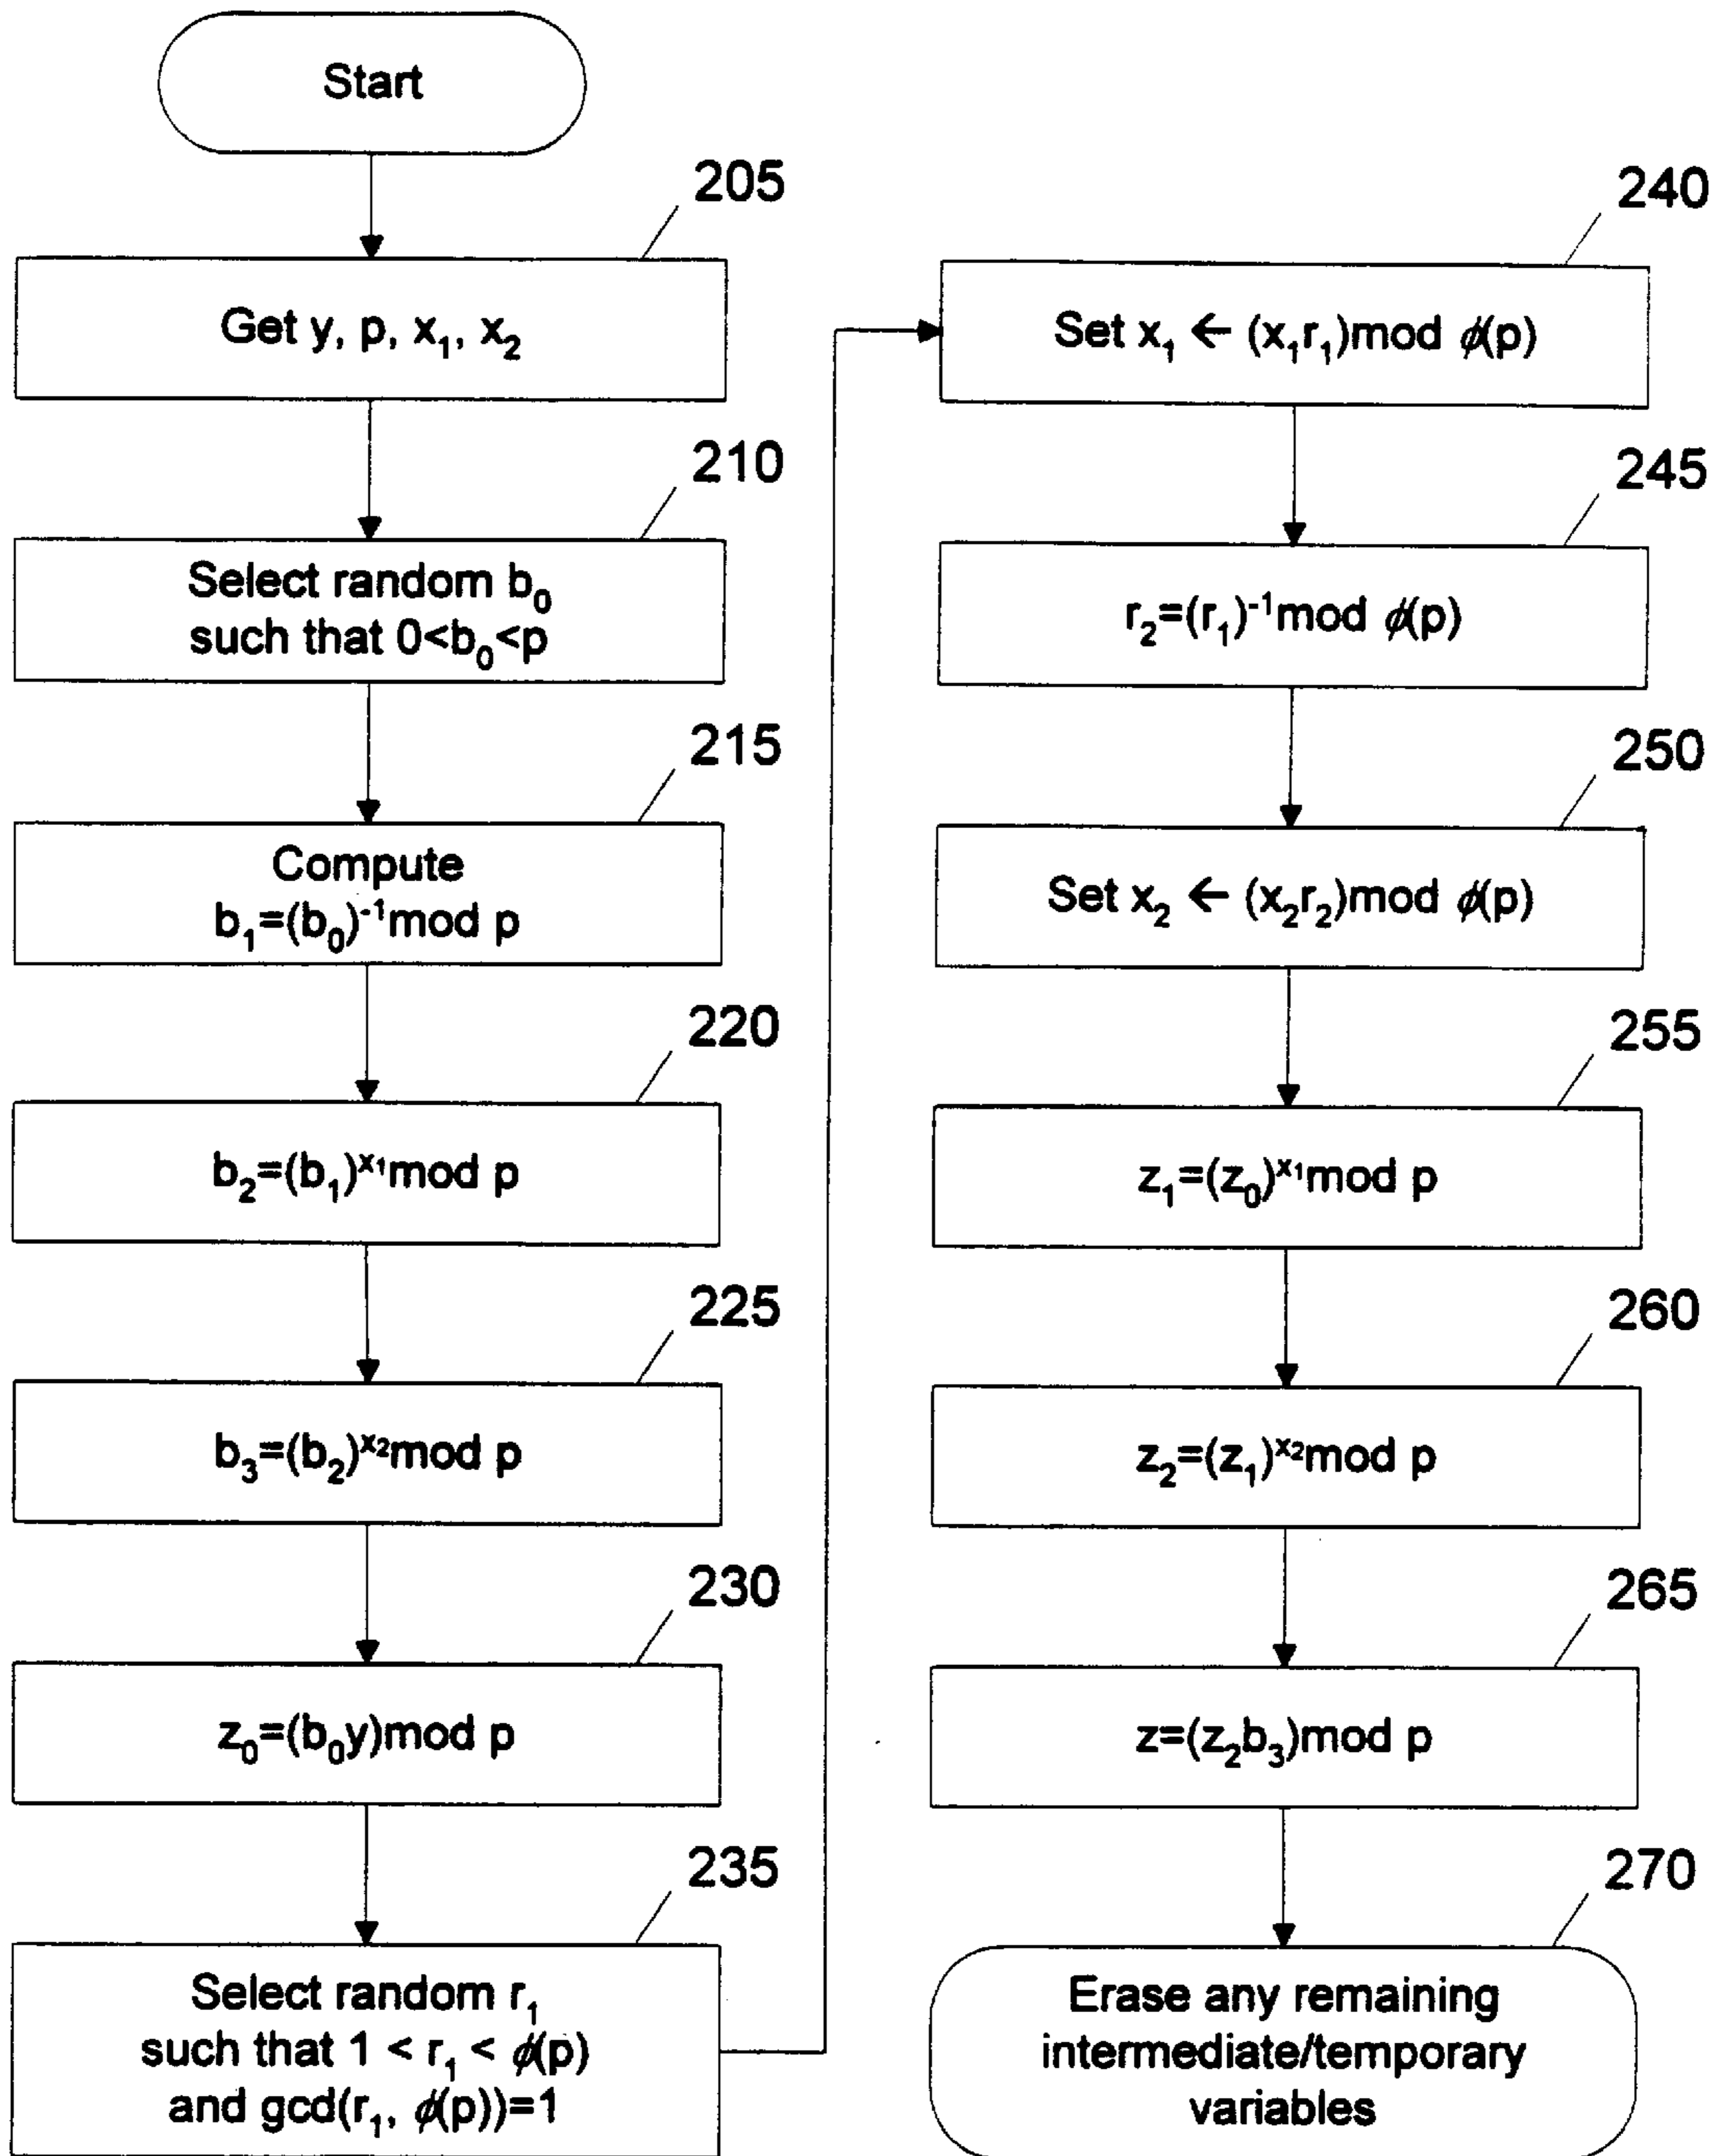 Start
205
Get y, p, x₁, x₂
210
Select random b₀
such that 0<b₀<p
215
Compute
b₁=(b₀)⁻¹mod p
220
b₂=(b₁)^x₁mod p
225
b₃=(b₂)^x₂mod p
230
z₀=(b₀y)mod p
235
Select random r₁
such that 1 < r₁ < ϕ(p)
and gcd(r₁, ϕ(p))=1
240
Set x₁ ← (x₁r₁)mod ϕ(p)
245
r₂=(r₁)⁻¹mod ϕ(p)
250
Set x₂ ← (x₂r₂)mod ϕ(p)
255
z₁=(z₀)^x₁mod p
260
z₂=(z₁)^x₂mod p
265
z=(z₂b₃)mod p
270
Erase any remaining
intermediate/temporary
variables